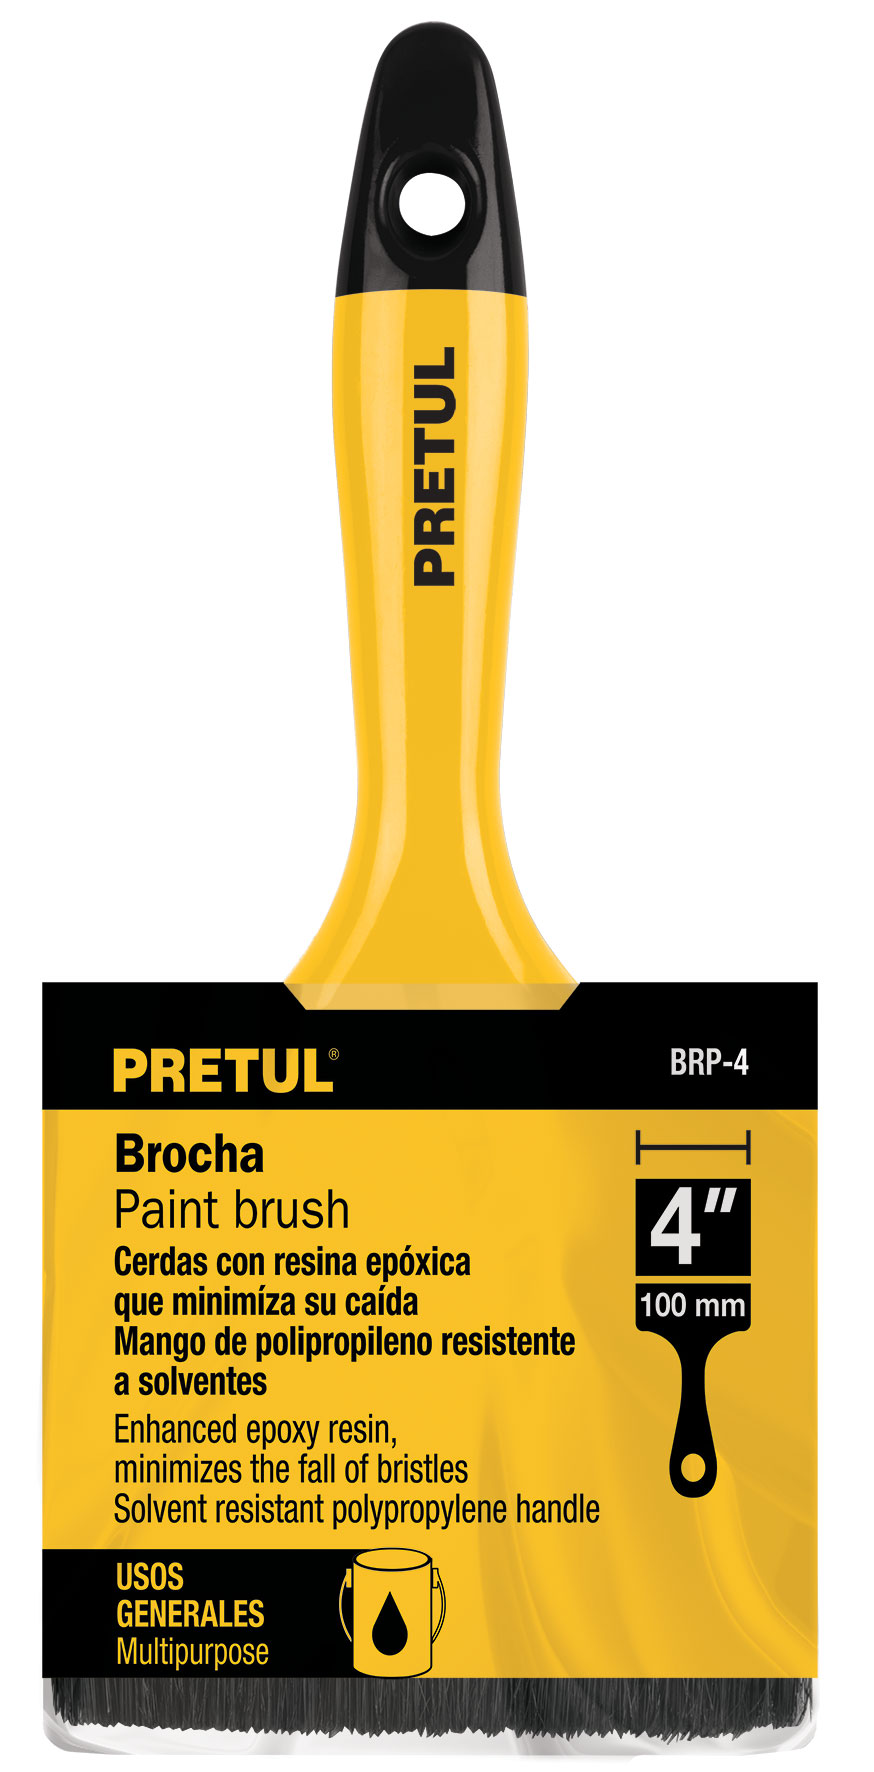 PRETUL
PRETUL®
BRP-4
Brocha
Paint brush
Cerdas con resina epóxica
que minimíza su caída
Mango de polipropileno resistente
a solventes
Enhanced epoxy resin,
minimizes the fall of bristles
Solvent resistant polypropylene handle
4"
100 mm
USOS
GENERALES
Multipurpose